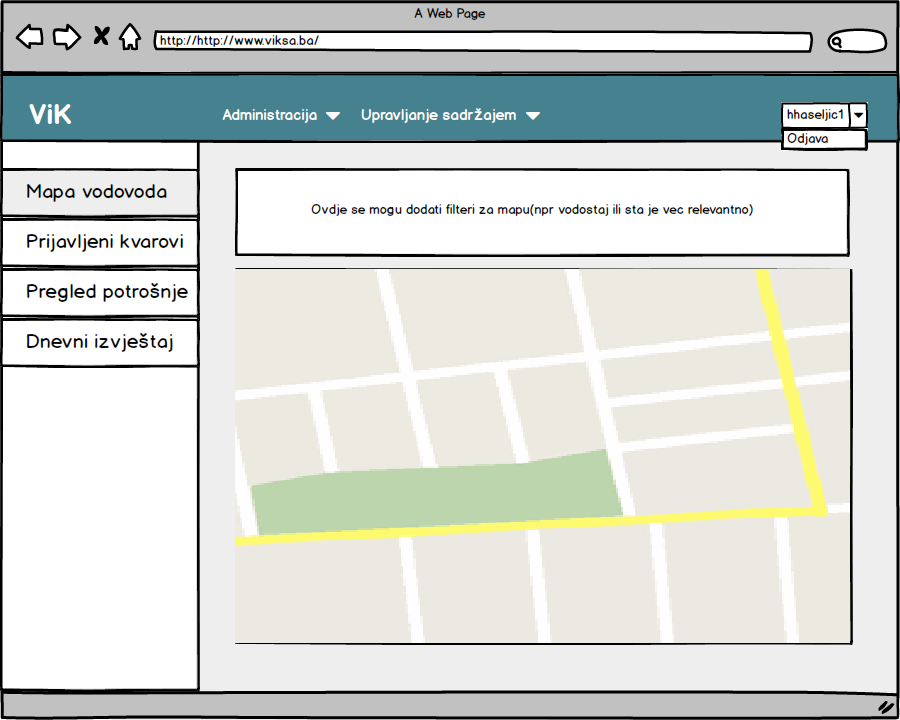 A Web Page
http://http://www.viksa.ba/
ViK
Administracija
Upravljanje sadržajem
hhaseljic1
Odjava
Mapa vodovoda
Prijavljeni kvarovi
Pregled potrošnje
Dnevni izvještaj
Ovdje se mogu dodati filteri za mapu(npr vodostaj ili sta je vec relevantno)